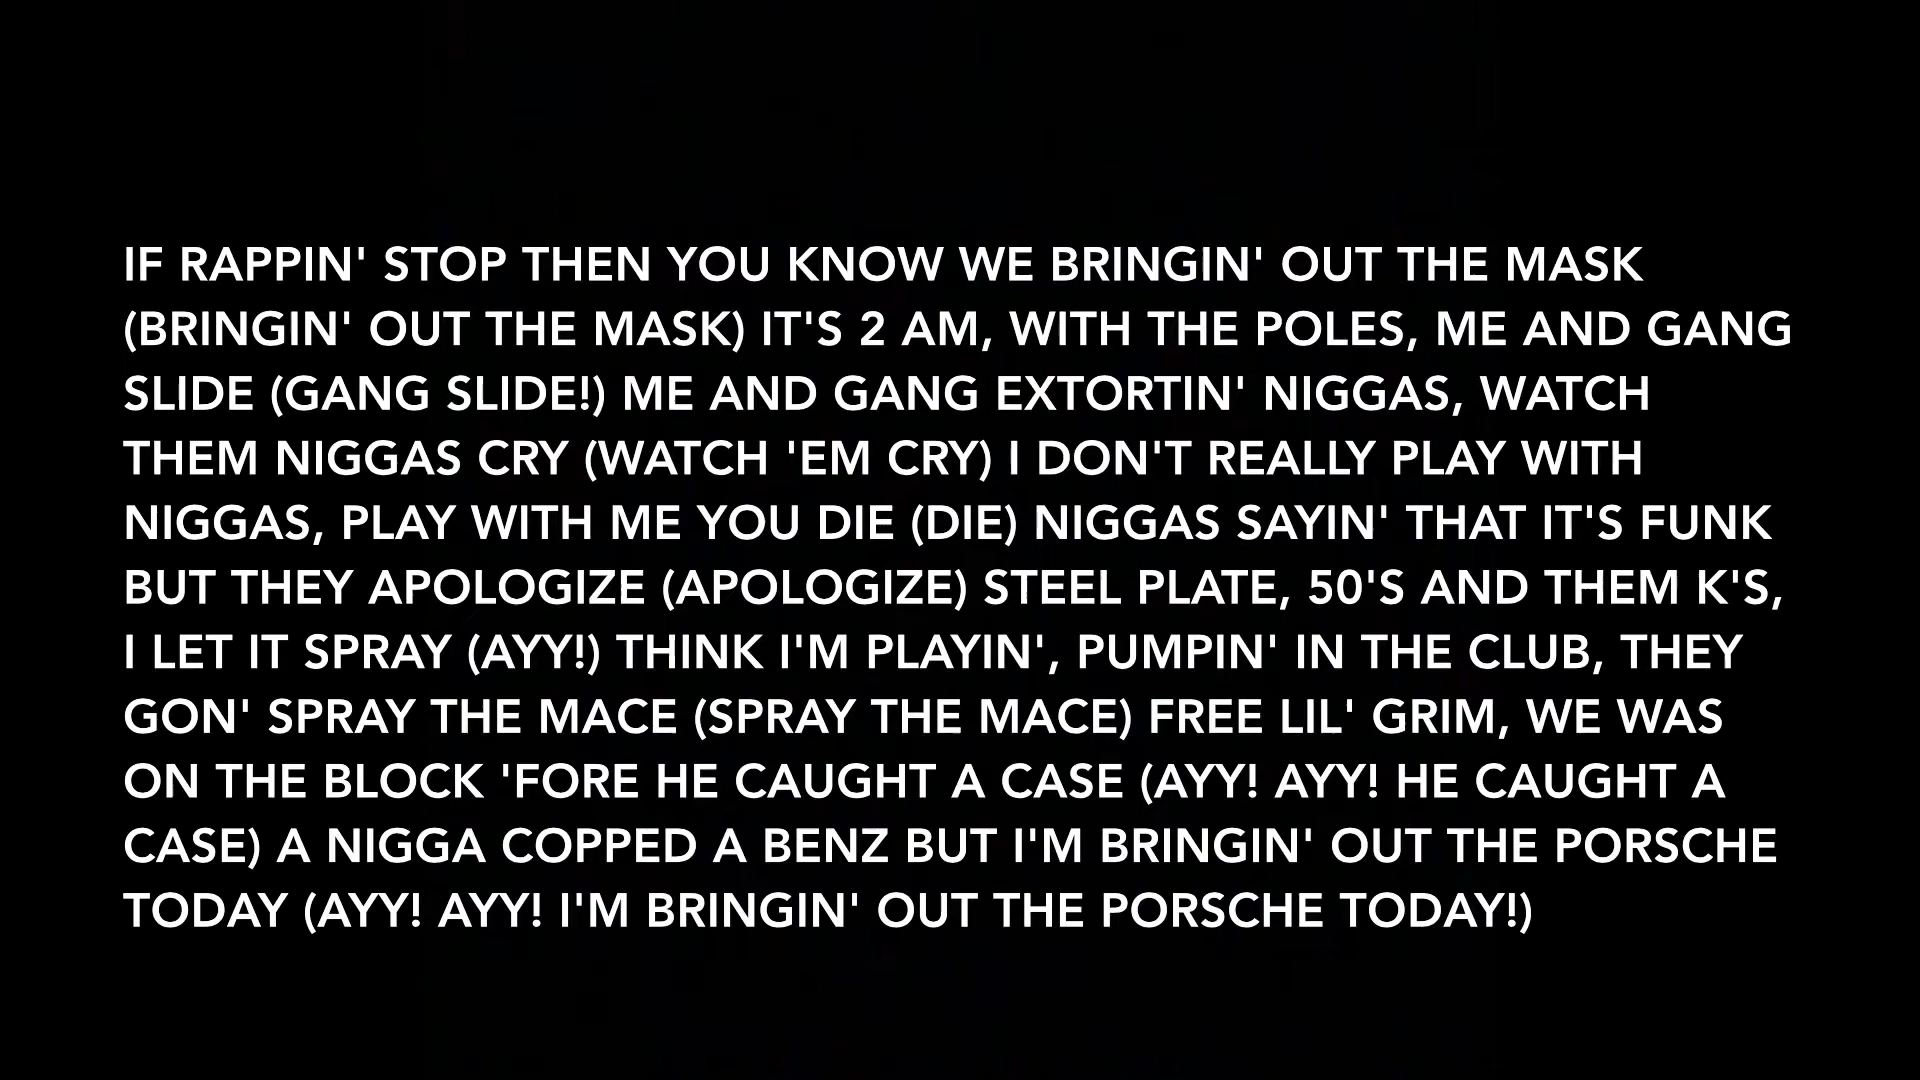 IF RAPPIN' STOP THEN YOU KNOW WE BRINGIN' OUT THE MASK
(BRINGIN' OUT THE MASK) IT'S 2 AM, WITH THE POLES, ME AND GANG
SLIDE (GANG SLIDE!) ME AND GANG EXTORTIN' NIGGAS, WATCH
THEM NIGGAS CRY (WATCH 'EM CRY) I DON'T REALLY PLAY WITH
NIGGAS, PLAY WITH ME YOU DIE (DIE) NIGGAS SAYIN' THAT IT'S FUNK
BUT THEY APOLOGIZE (APOLOGIZE) STEEL PLATE, 50'S AND THEM K'S,
I LET IT SPRAY (AYY!) THINK I'M PLAYIN', PUMPIN' IN THE CLUB, THEY
GON' SPRAY THE MACE (SPRAY THE MACE) FREE LIL' GRIM, WE WAS
ON THE BLOCK 'FORE HE CAUGHT A CASE (AYY! AYY! HE CAUGHT A
CASE) A NIGGA COPPED A BENZ BUT I'M BRINGIN' OUT THE PORSCHE
TODAY (AYY! AYY! I'M BRINGIN' OUT THE PORSCHE TODAY!)